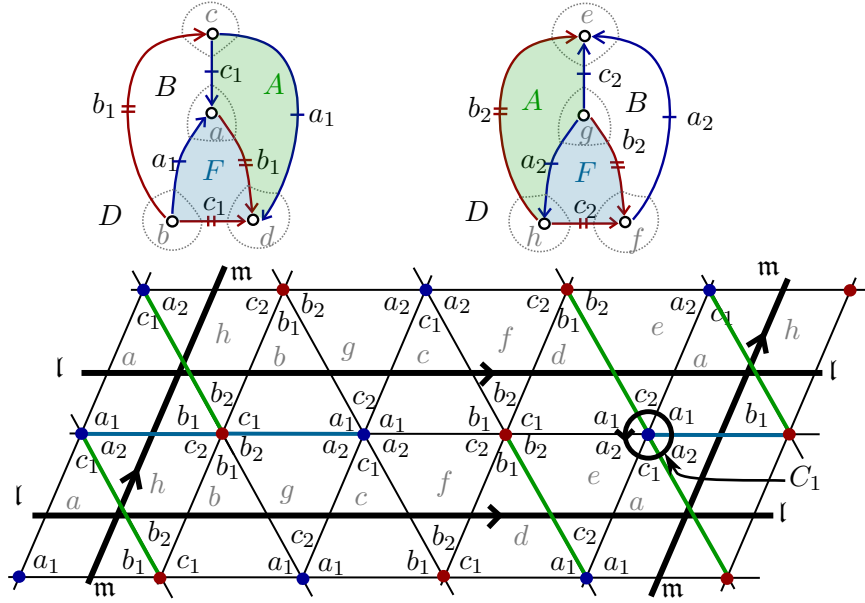 c e
B c₁ A A c₂ B
b₁ a₁ b₂ a₂
a g
a₁ F b₁ a₂ F b₂
D c₁ D c₂
b d h f
𝔪 𝔪
c₁ a₂ c₂ b₂ a₂ a₂ c₂ b₂ a₂
b₁ c₁ b₁ c₁
h f e h
𝔩 a b g c d a 𝔩
b₂ c₂ b₂ c₂
a₁ b₁ c₁ a₁ a₁ b₁ c₁ a₁ a₁ b₁
a₂ c₂ b₂ a₂ a₂ c₂ b₂ a₂ a₂
c₁ b₁ c₁ b₁ c₁ C₁
𝔩 a h b g c f e a 𝔩
b₂ c₂ b₂ d c₂
a₁ b₁ c₁ a₁ a₁ b₁ c₁ a₁
𝔪 𝔪